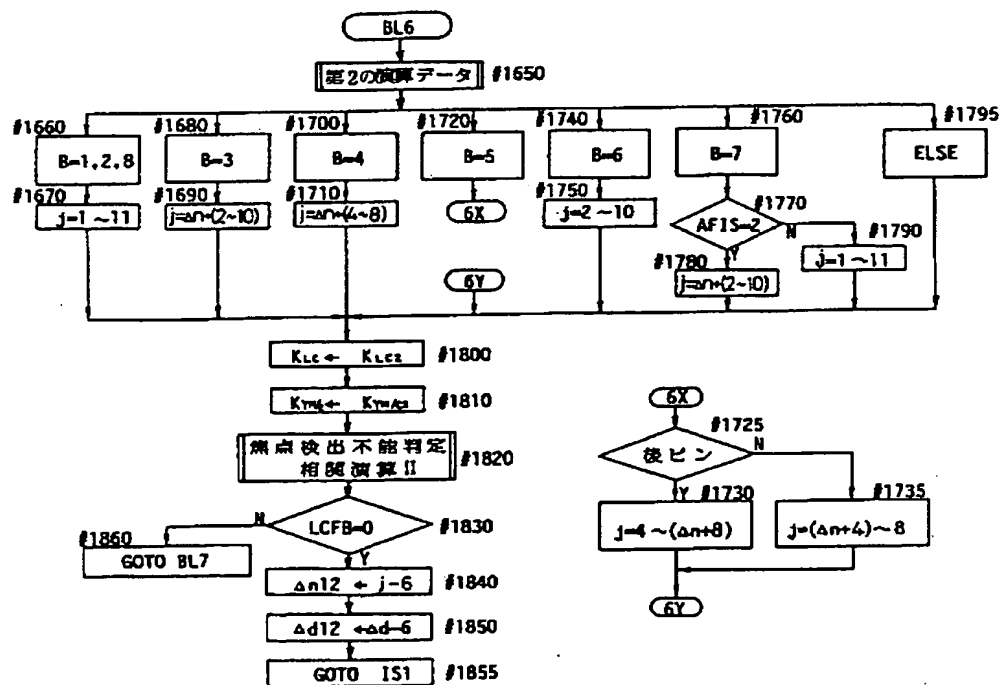 BL6
第2の演算データ #1650
#1660 #1680 #1700 #1720 #1740 #1760 #1795
B=1,2,8 B=3 B=4 B=5 B=6 B=7 ELSE
#1670 #1690 #1710 #1750 #1770
j=1~11 j=Δn+(2~10) j=Δn+(4~8) 6X j=2~10 AFIS=2 N #1790
Y j=1~11
#1780
6Y j=Δn+(2~10)
KLC← KLC2 #1800
#1810
焦点検出不能判定
相関演算II #1820
LCFB=0 #1830
N Y
#1860
GOTO BL7
Δn12 ← j-6 #1840
Δd12 ←Δd-6 #1850
GOTO IS1 #1855
6X
#1725
後ピン N
Y #1730 #1735
j=4~(Δn+8) j=(Δn+4)~8
6Y